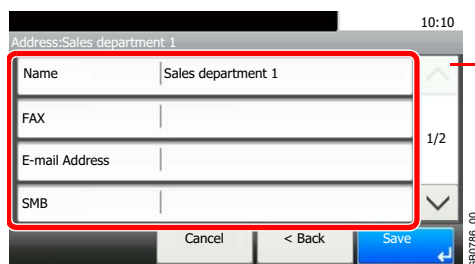 10:10
Address:Sales department 1
Name Sales department 1
FAX
1/2
E-mail Address
SMB
Cancel < Back Save